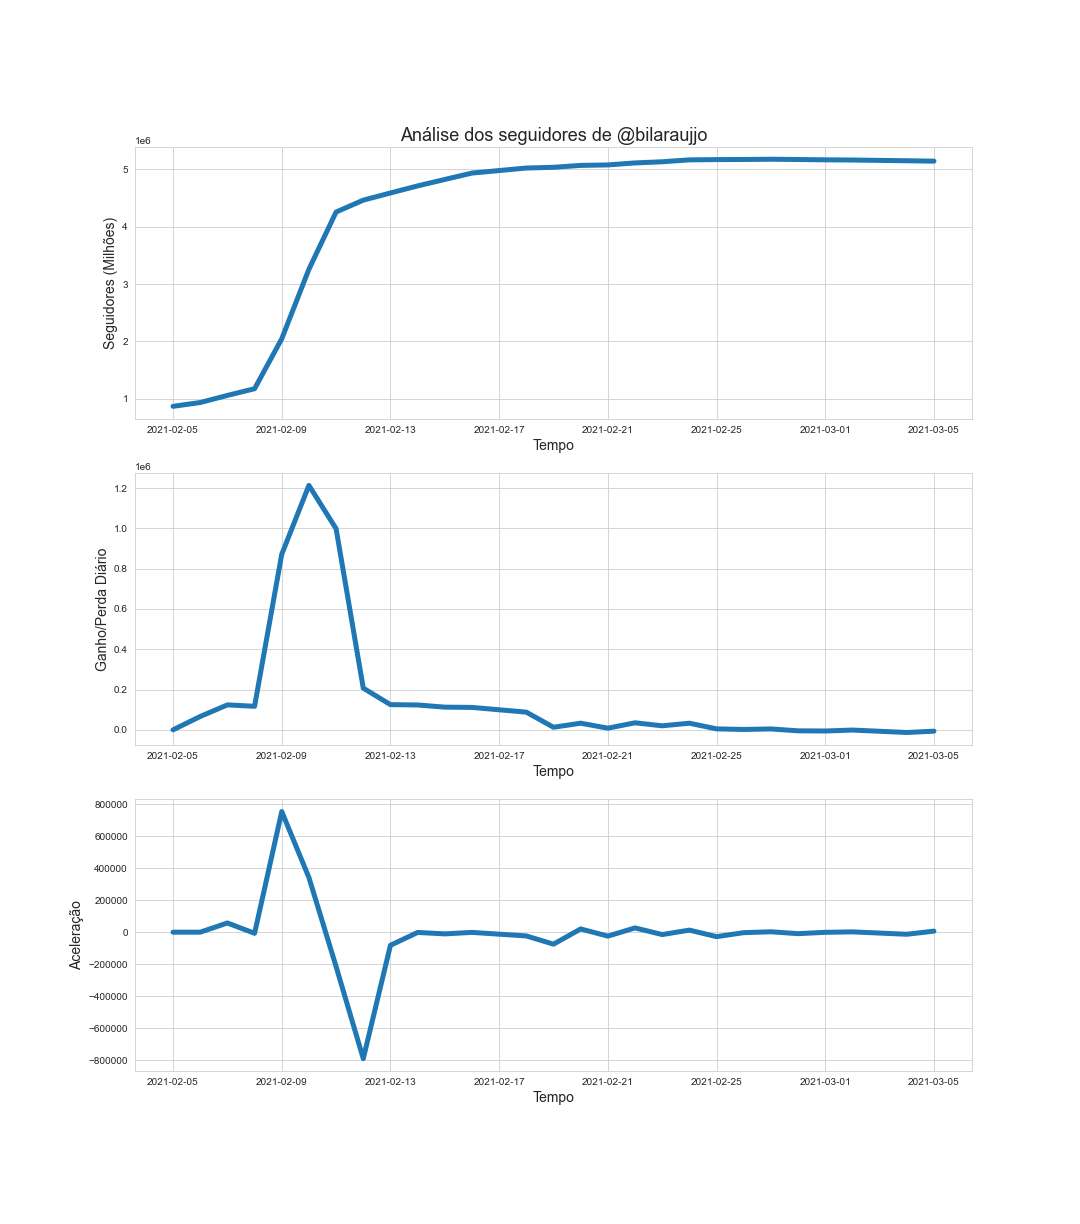 Análise dos seguidores de @bilaraujjo
1e6
5
4
3
2
1
Seguidores (Milhões)
2021-02-05 2021-02-09 2021-02-13 2021-02-17 2021-02-21 2021-02-25 2021-03-01 2021-03-05
Tempo
1e6
1.2
1.0
0.8
0.6
0.4
0.2
0.0
Ganho/Perda Diário
2021-02-05 2021-02-09 2021-02-13 2021-02-17 2021-02-21 2021-02-25 2021-03-01 2021-03-05
Tempo
800000
600000
400000
200000
0
−200000
−400000
−600000
−800000
Aceleração
2021-02-05 2021-02-09 2021-02-13 2021-02-17 2021-02-21 2021-02-25 2021-03-01 2021-03-05
Tempo